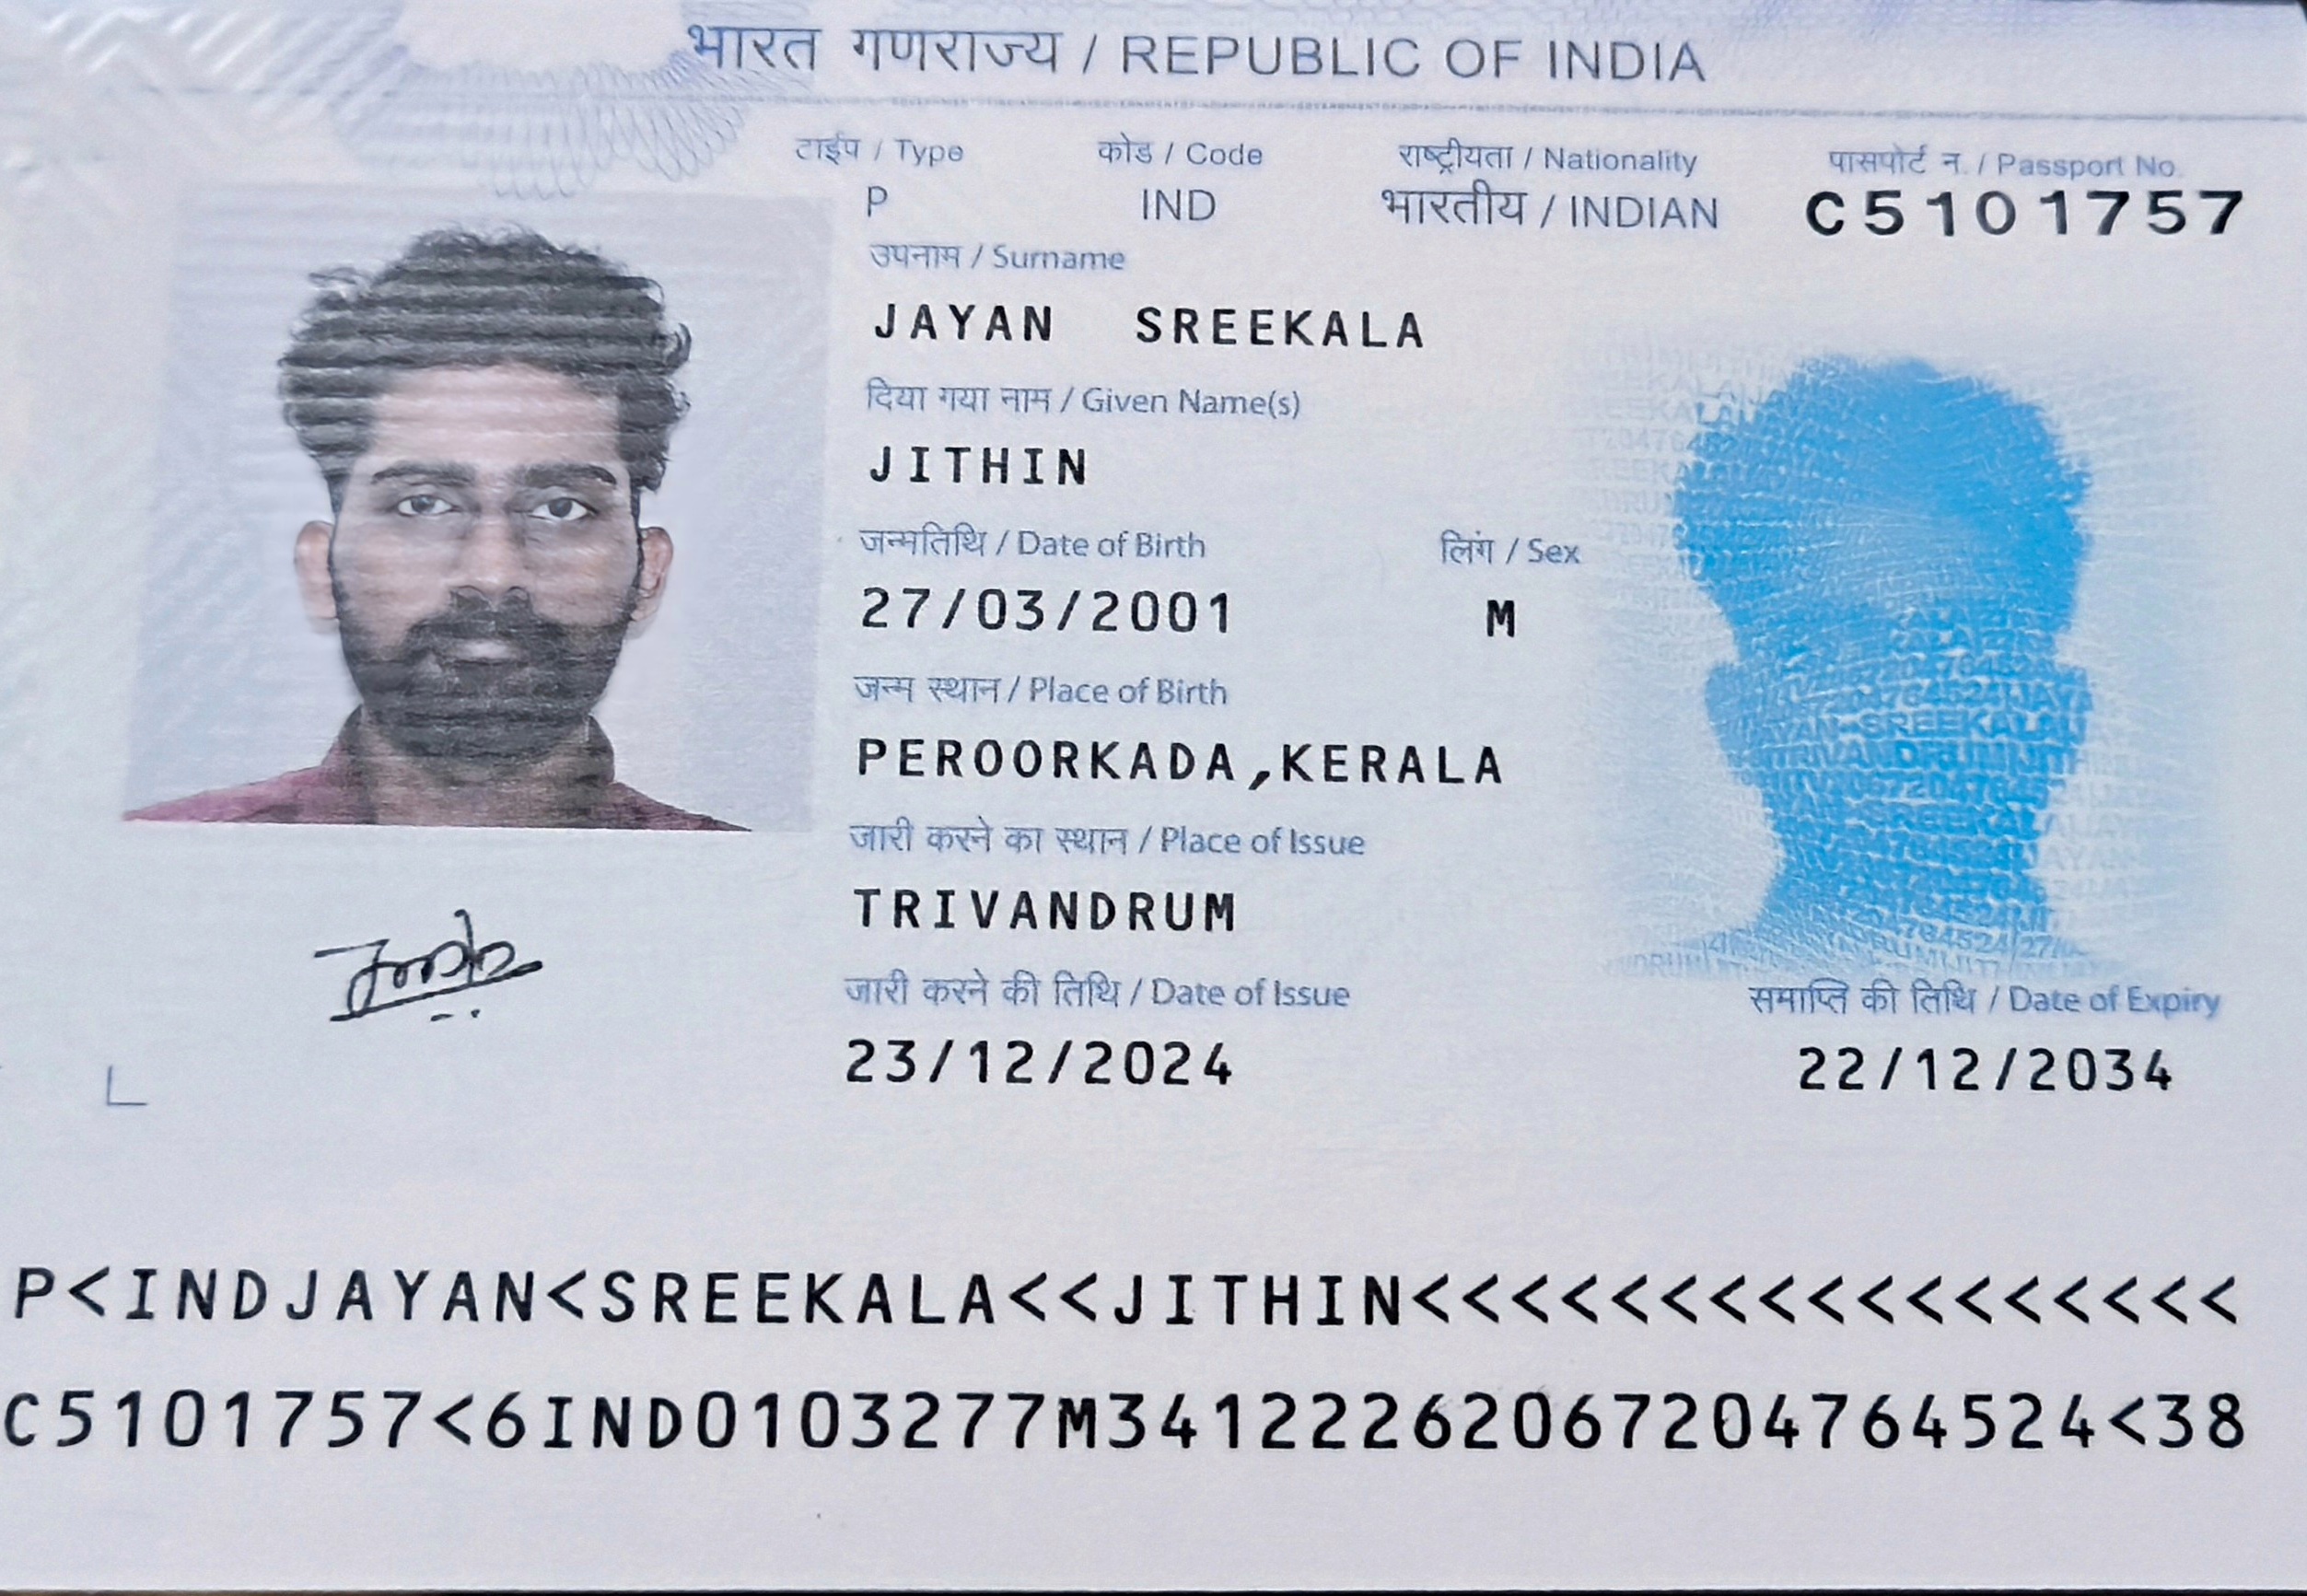 भारत गणराज्य / REPUBLIC OF INDIA
टाईप / Type कोड / Code राष्ट्रीयता / Nationality पासपोर्ट न. / Passport No.
P IND भारतीय / INDIAN C5101757
उपनाम / Surname
JAYAN SREEKALA
दिया गया नाम / Given Name(s)
JITHIN
जन्मतिथि / Date of Birth लिंग / Sex
27/03/2001 M
जन्म स्थान / Place of Birth
PEROORKADA,KERALA
जारी करने का स्थान / Place of Issue
TRIVANDRUM
जारी करने की तिथि / Date of Issue समाप्ति की तिथि / Date of Expiry
23/12/2024 22/12/2034
P<INDJAYAN<SREEKALA<<JITHIN<<<<<<<<<<<<<<<<<
C5101757<6IND0103277M34122262067204764524<38